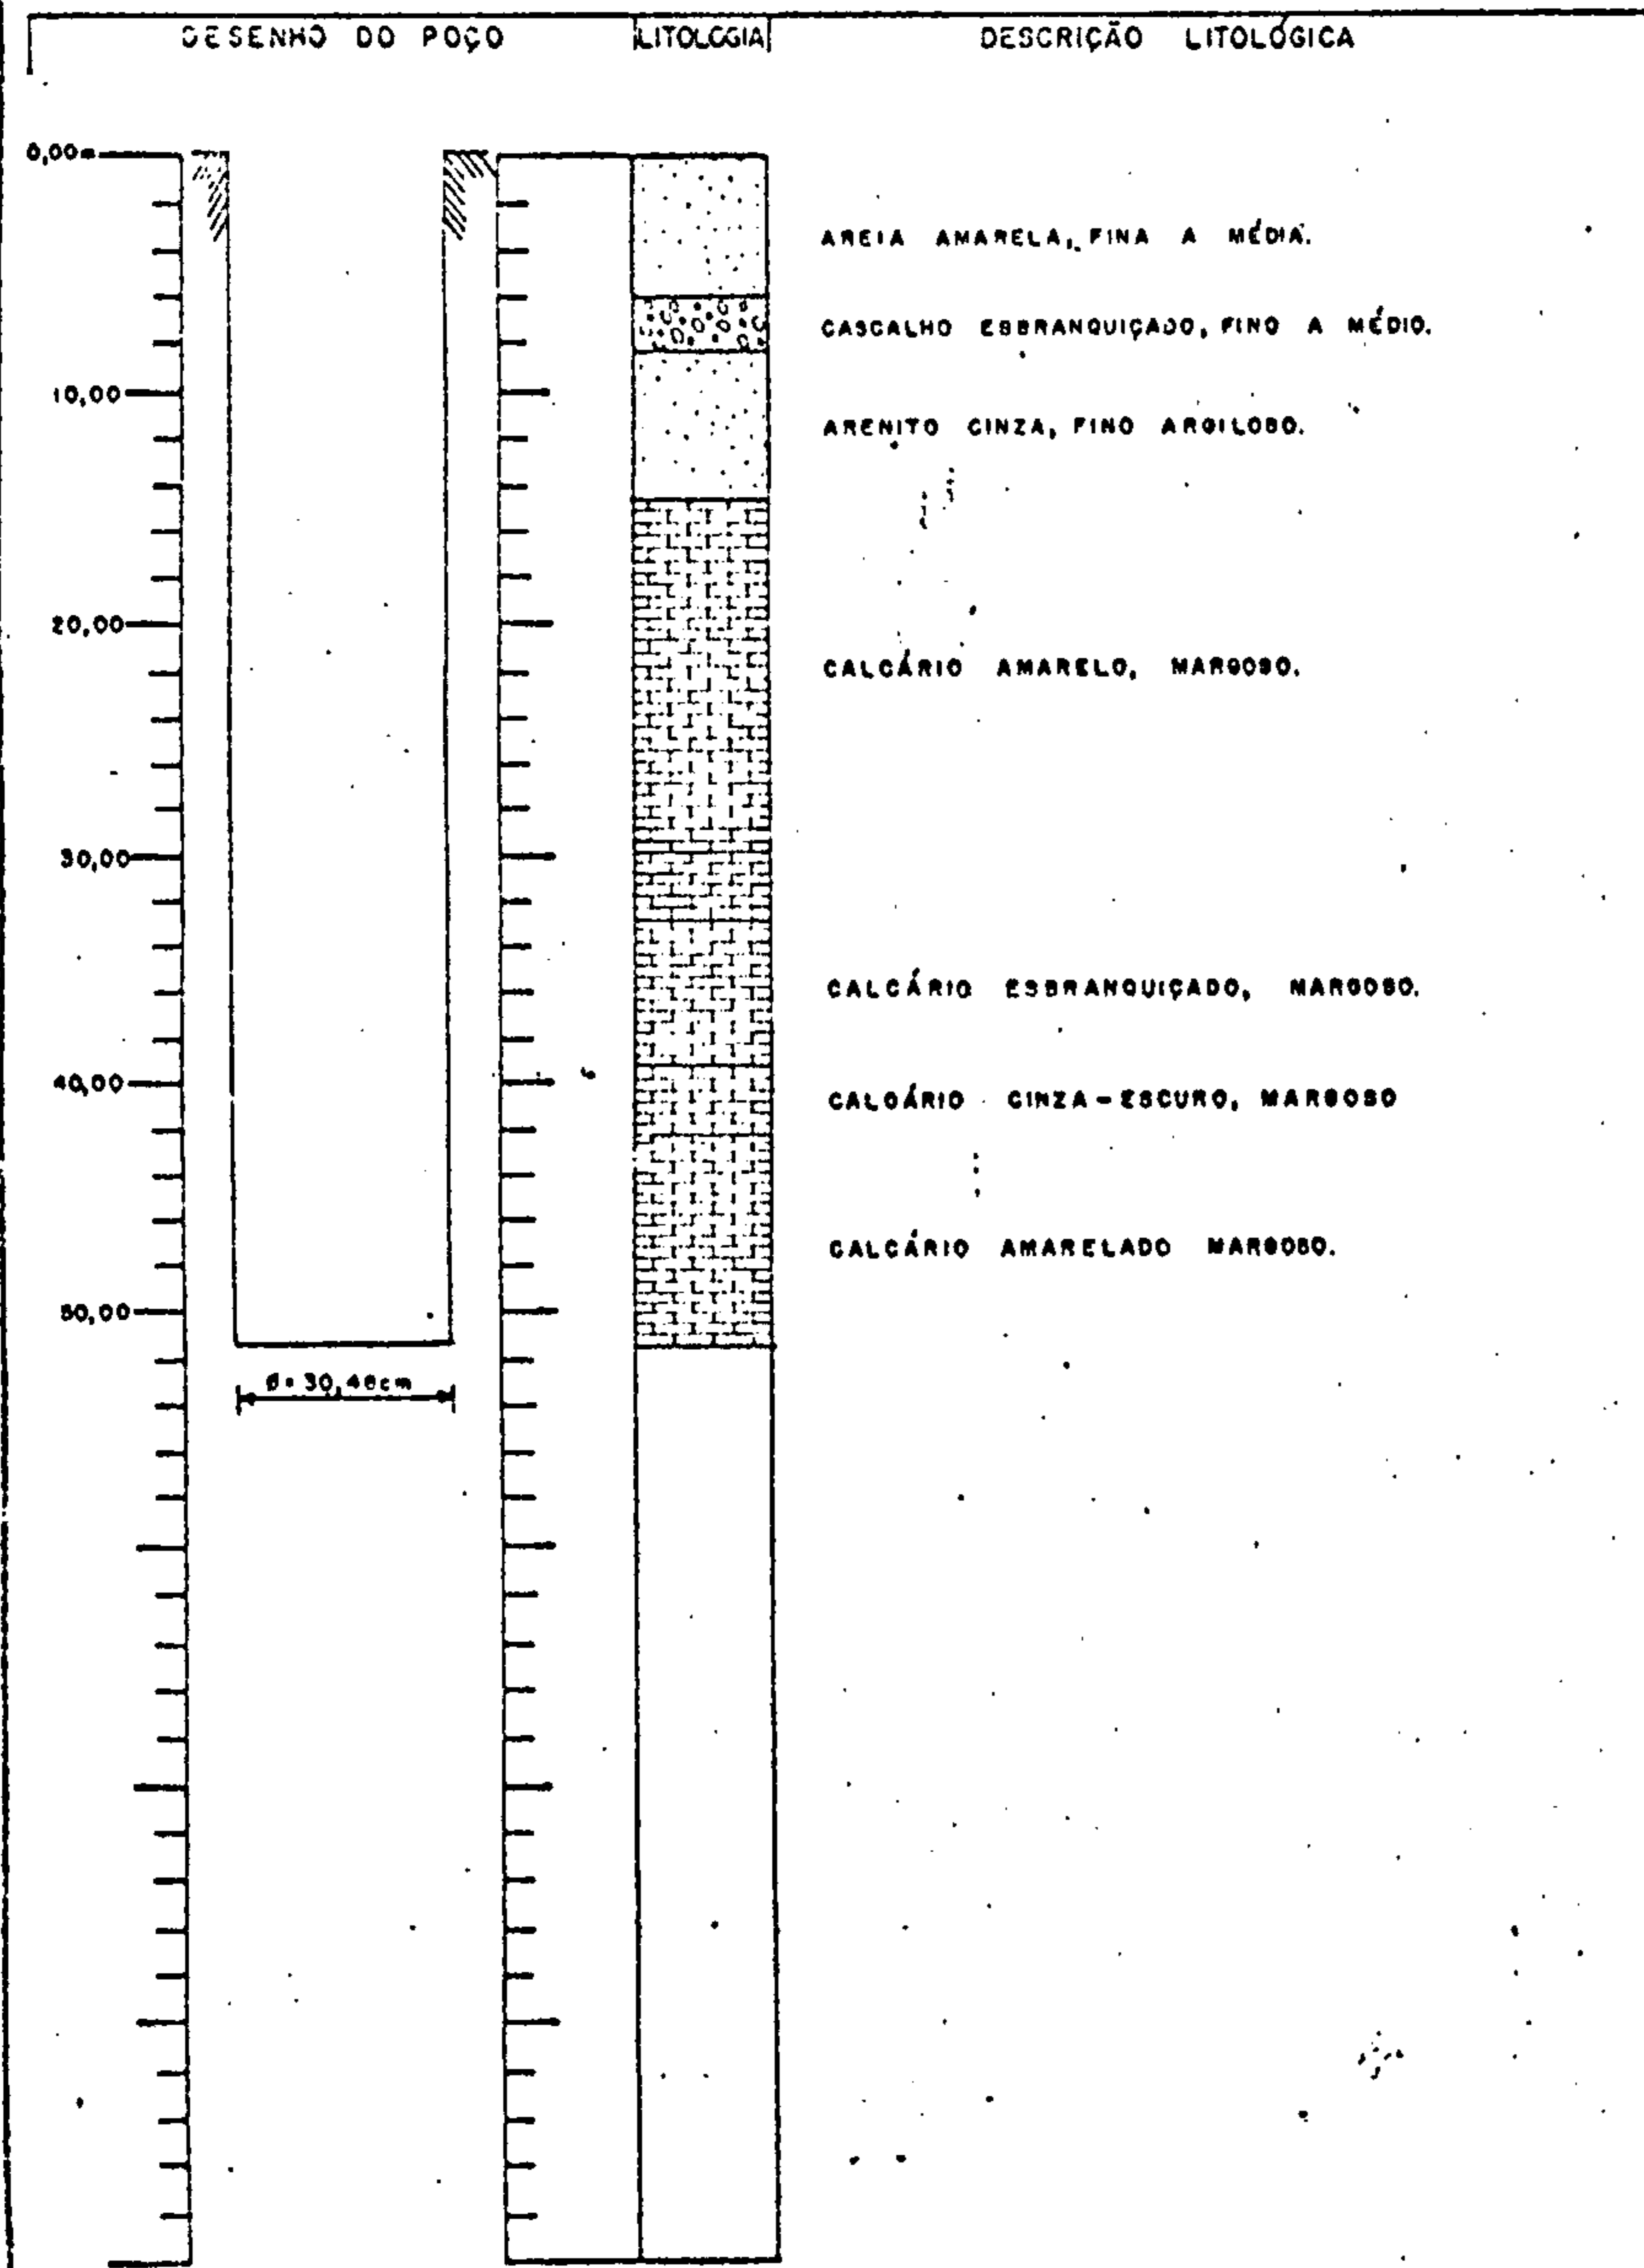 DESENHO DO POÇO LITOLOGIA DESCRIÇÃO LITOLÓGICA
0,00m
AREIA AMARELA, FINA A MÉDIA.
CASCALHO ESBRANQUIÇADO, FINO A MÉDIO.
10,00
ARENITO CINZA, FINO ARGILOSO.
20,00
CALCÁRIO AMARELO, MARGOSO.
30,00
CALCÁRIO ESBRANQUIÇADO, MARGOSO.
40,00
CALCÁRIO CINZA-ESCURO, MARGOSO
CALCÁRIO AMARELADO MARGOSO.
50,00
Ø= 30,48cm